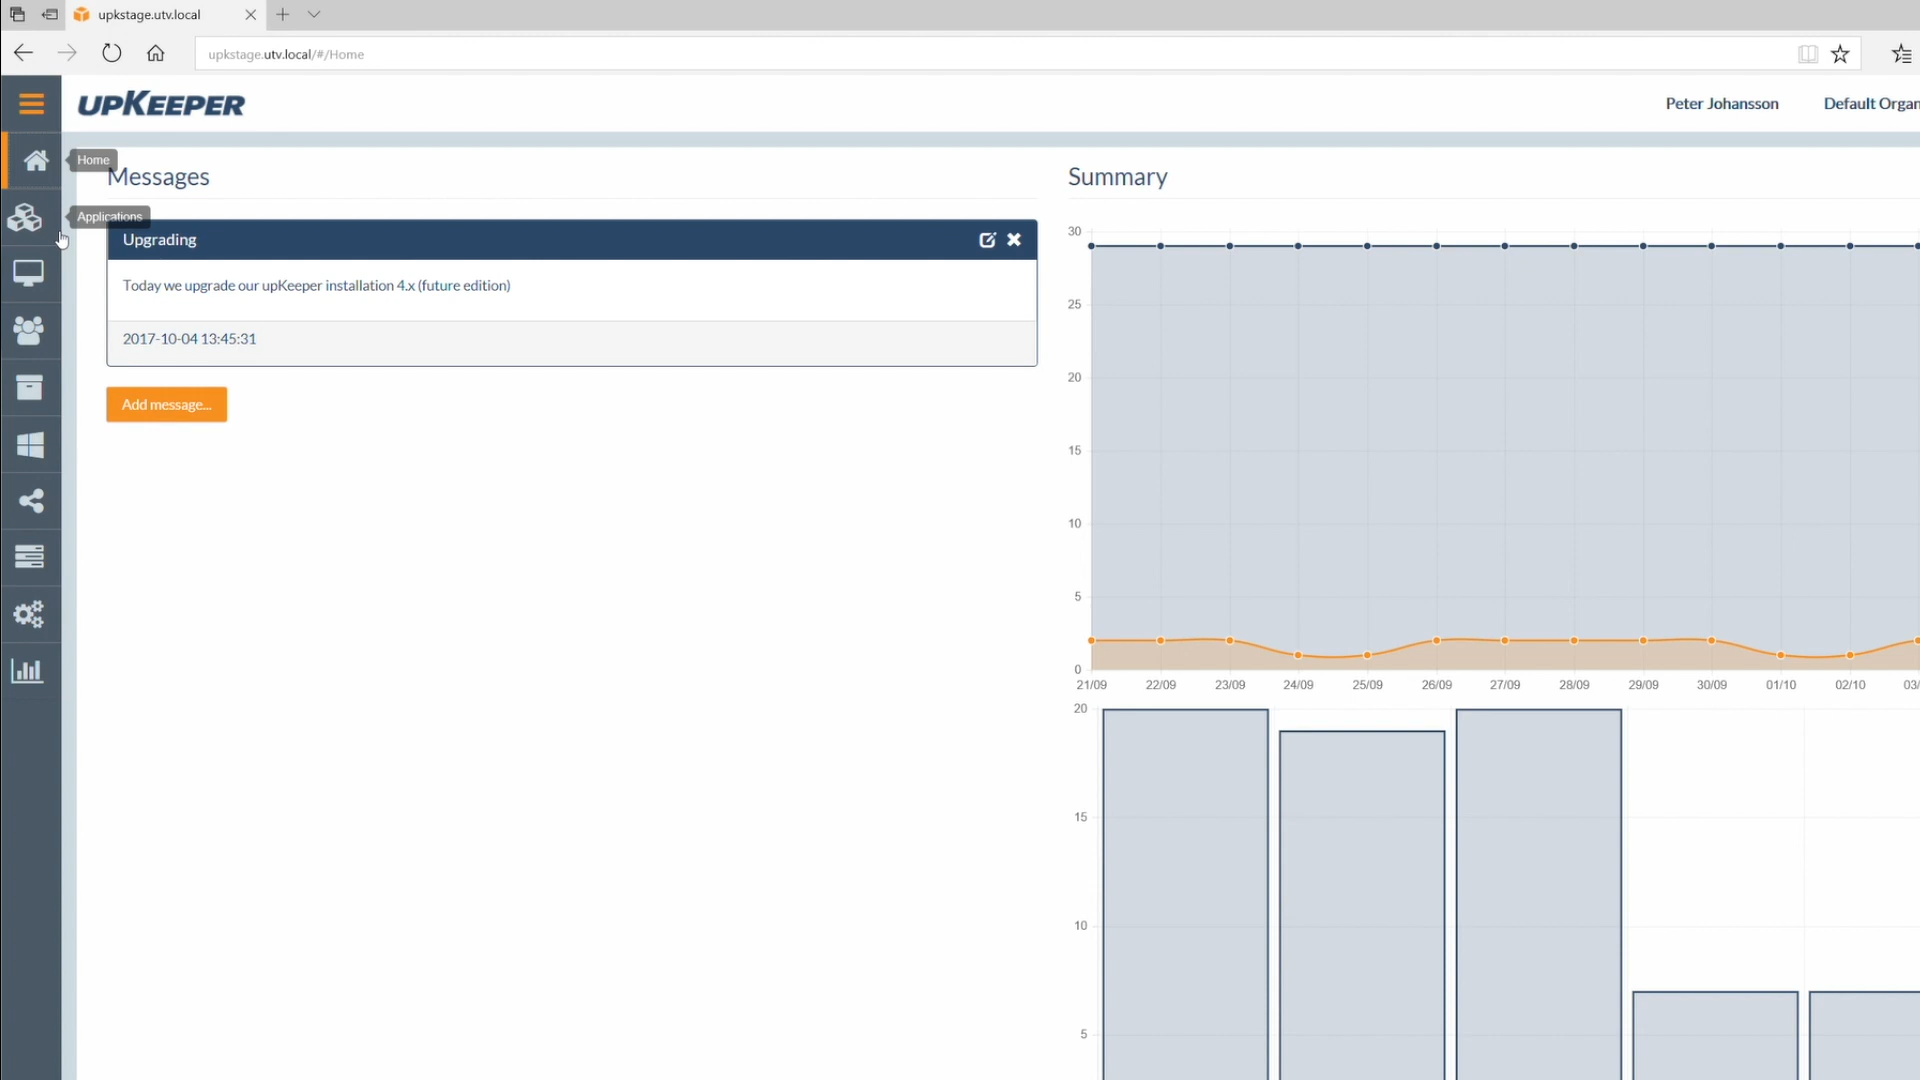 upkstage.utv.local
upkstage.utv.local/#/Home
UPKEEPER
Peter Johansson
Default Organ
Home
Messages
Summary
Applications
Upgrading
Today we upgrade our upKeeper installation 4.x (future edition)
2017-10-04 13:45:31
Add message...
30
25
20
15
10
5
0
21/09 22/09 23/09 24/09 25/09 26/09 27/09 28/09 29/09 30/09 01/10 02/10 03/
20
15
10
5